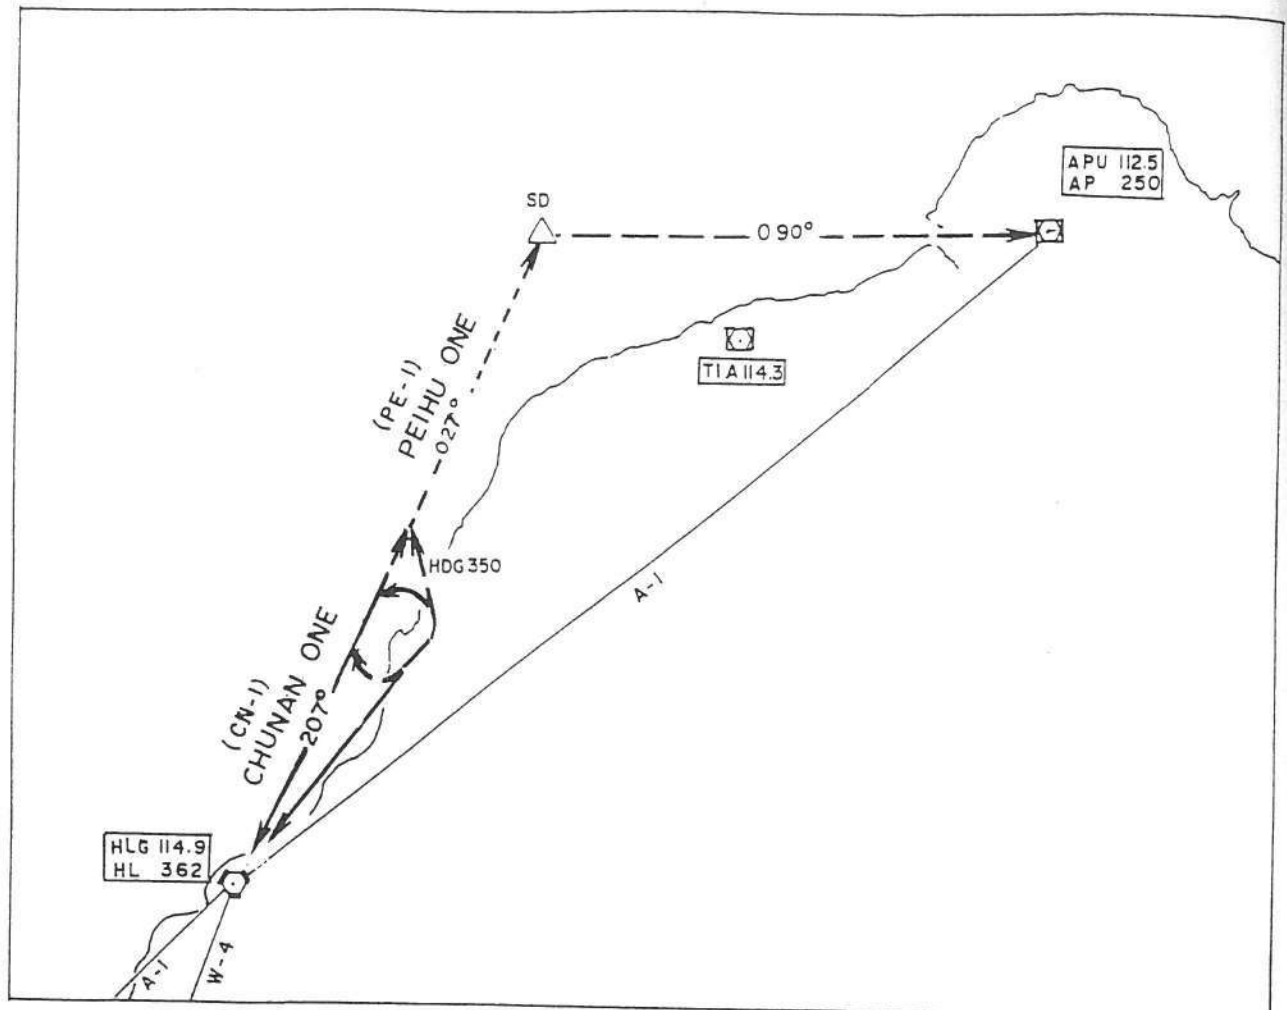 APU 112.5
AP 250
SD
090°
TIA 114.3
(PE-1)
PEIHU ONE
027°
HDG 350
A-1
(CN-1)
CHUNAN ONE
207°
HLG 114.9
HL 362
A-1
W-4